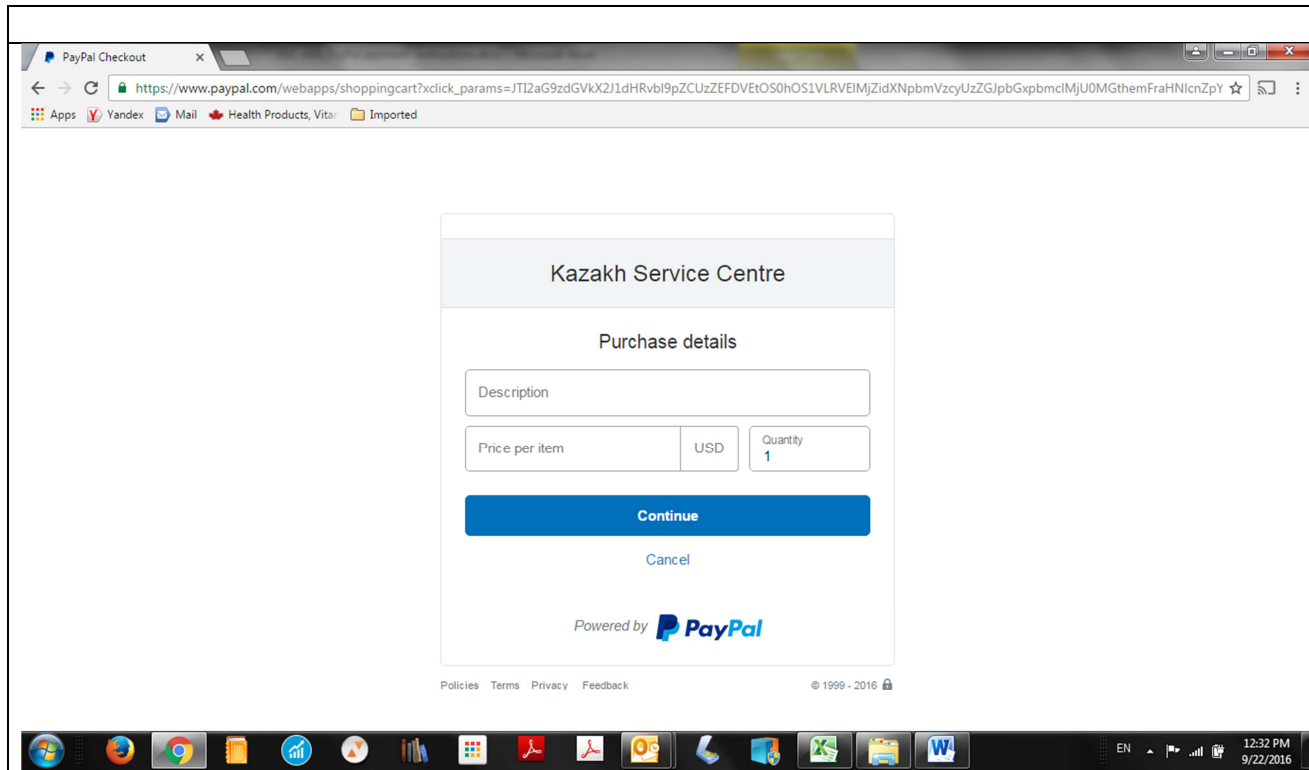 PayPal Checkout
https://www.paypal.com/webapps/shoppingcart?xclick_params=JTI2aG9zdGVkX2J1dHRvbl9pZCUzZEFDVEtOS0hOS1VLRVElMjZidXNpbmVzcyUzZGJpbGxpbmclMjU0MGthemFraHNlcnZpY
Apps Yandex Mail Health Products, Vita Imported
Kazakh Service Centre
Purchase details
Description
Price per item USD Quantity
1
Continue
Cancel
Powered by PayPal
Policies Terms Privacy Feedback © 1999 - 2016
EN 12:32 PM
9/22/2016